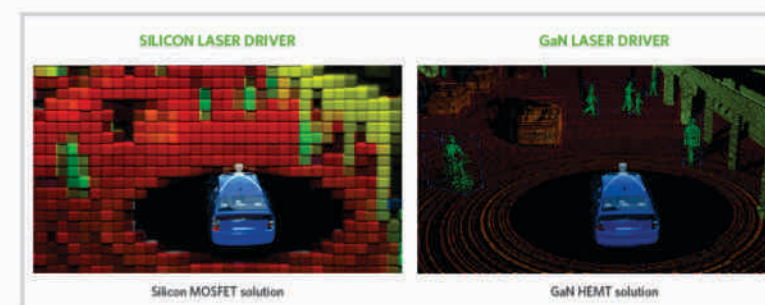 SILICON LASER DRIVER
GaN LASER DRIVER
Silicon MOSFET solution
GaN HEMT solution